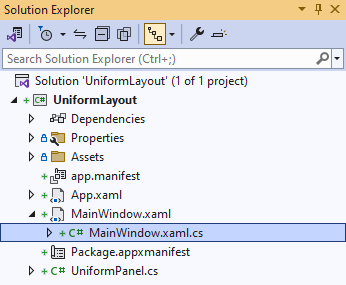 Solution Explorer
Search Solution Explorer (Ctrl+;)
Solution 'UniformLayout' (1 of 1 project)
C# UniformLayout
Dependencies
Properties
Assets
app.manifest
App.xaml
MainWindow.xaml
C# MainWindow.xaml.cs
Package.appxmanifest
C# UniformPanel.cs